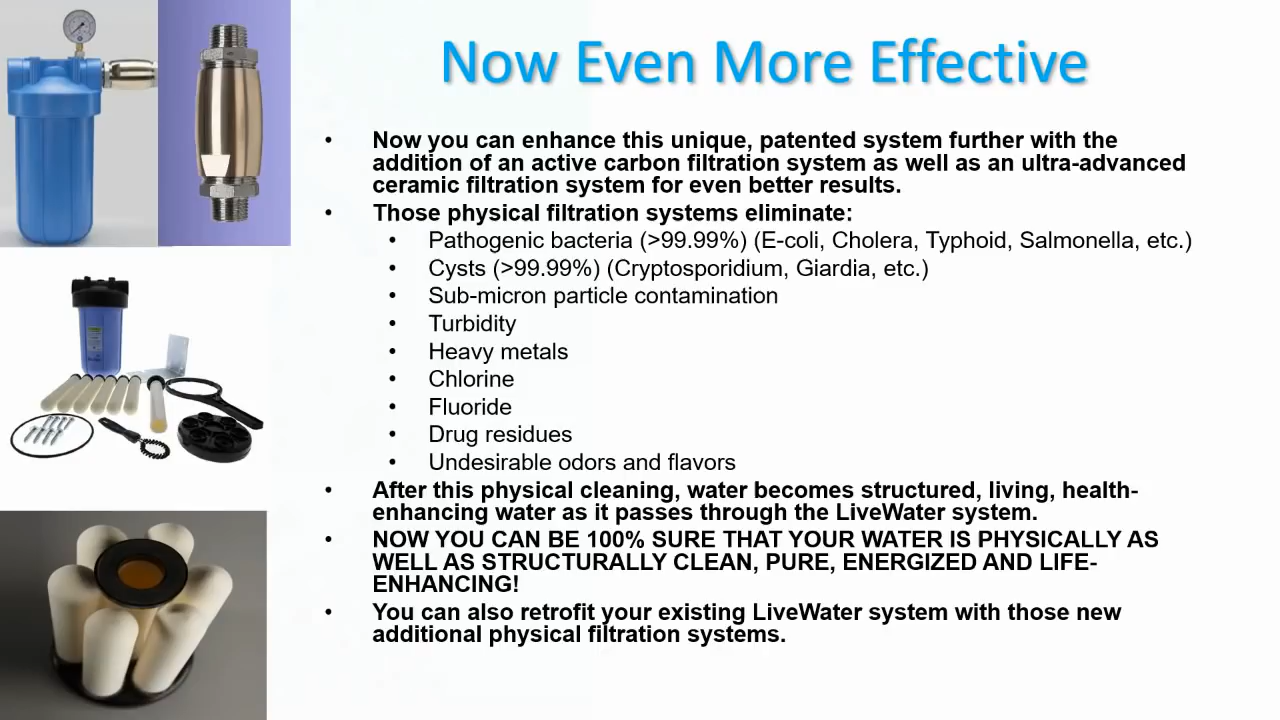 Now Even More Effective
• Now you can enhance this unique, patented system further with the
addition of an active carbon filtration system as well as an ultra-advanced
ceramic filtration system for even better results.
• Those physical filtration systems eliminate:
• Pathogenic bacteria (>99.99%) (E-coli, Cholera, Typhoid, Salmonella, etc.)
• Cysts (>99.99%) (Cryptosporidium, Giardia, etc.)
• Sub-micron particle contamination
• Turbidity
• Heavy metals
• Chlorine
• Fluoride
• Drug residues
• Undesirable odors and flavors
• After this physical cleaning, water becomes structured, living, health-
enhancing water as it passes through the LiveWater system.
• NOW YOU CAN BE 100% SURE THAT YOUR WATER IS PHYSICALLY AS
WELL AS STRUCTURALLY CLEAN, PURE, ENERGIZED AND LIFE-
ENHANCING!
• You can also retrofit your existing LiveWater system with those new
additional physical filtration systems.